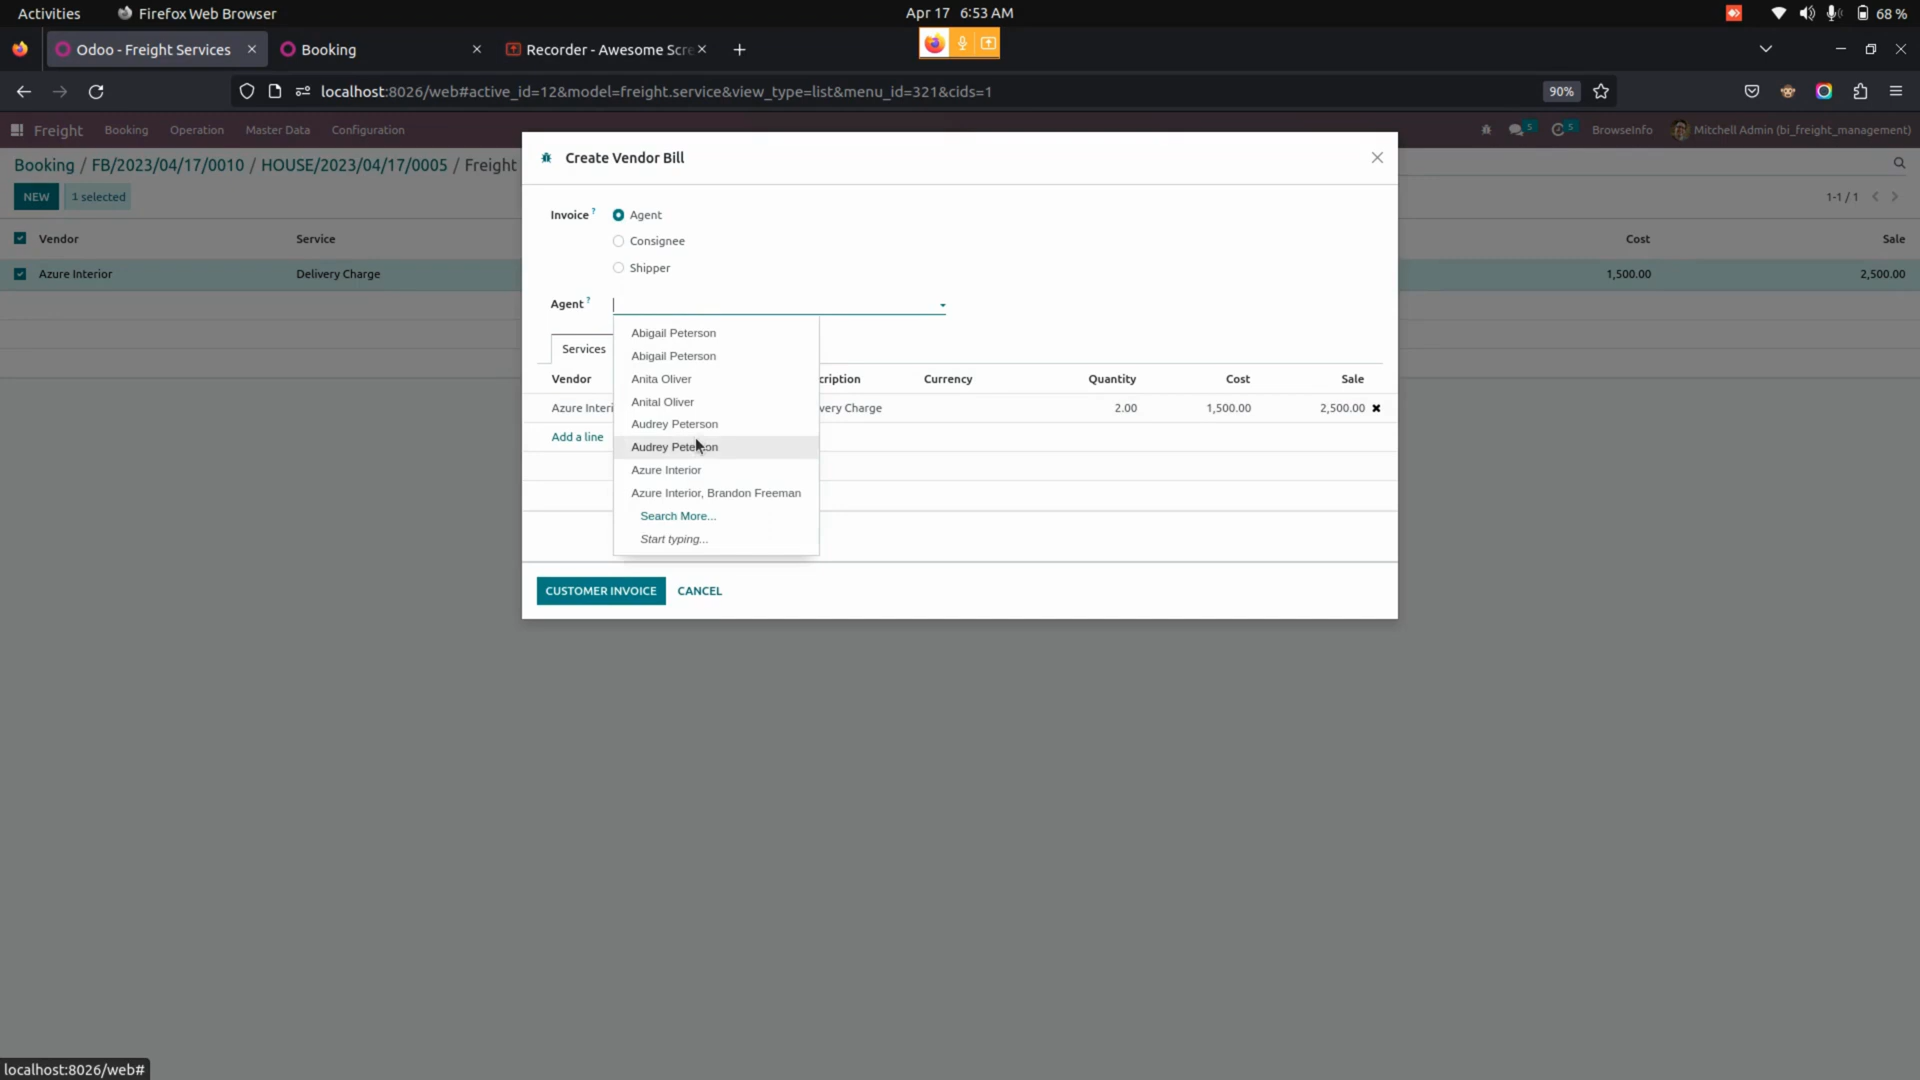 Activities Firefox Web Browser Apr 17 6:53 AM 68 %
Odoo - Freight Services Booking Recorder - Awesome Scre
localhost:8026/web#active_id=12&model=freight.service&view_type=list&menu_id=321&cids=1 90%
Freight Booking Operation Master Data Configuration 5 5 BrowseInfo Mitchell Admin (bi_freight_management)
Booking / FB/2023/04/17/0010 / HOUSE/2023/04/17/0005 / Freight
NEW 1 selected 1-1 / 1
Vendor Service Cost Sale
Azure Interior Delivery Charge 1,500.00 2,500.00
Create Vendor Bill
Invoice ? Agent
Consignee
Shipper
Agent ?
Abigail Peterson
Abigail Peterson
Anita Oliver
Anital Oliver
Audrey Peterson
Audrey Peterson
Azure Interior
Azure Interior, Brandon Freeman
Search More...
Start typing...
Services
Vendor cription Currency Quantity Cost Sale
Azure Interi very Charge 2.00 1,500.00 2,500.00
Add a line
CUSTOMER INVOICE CANCEL
localhost:8026/web#